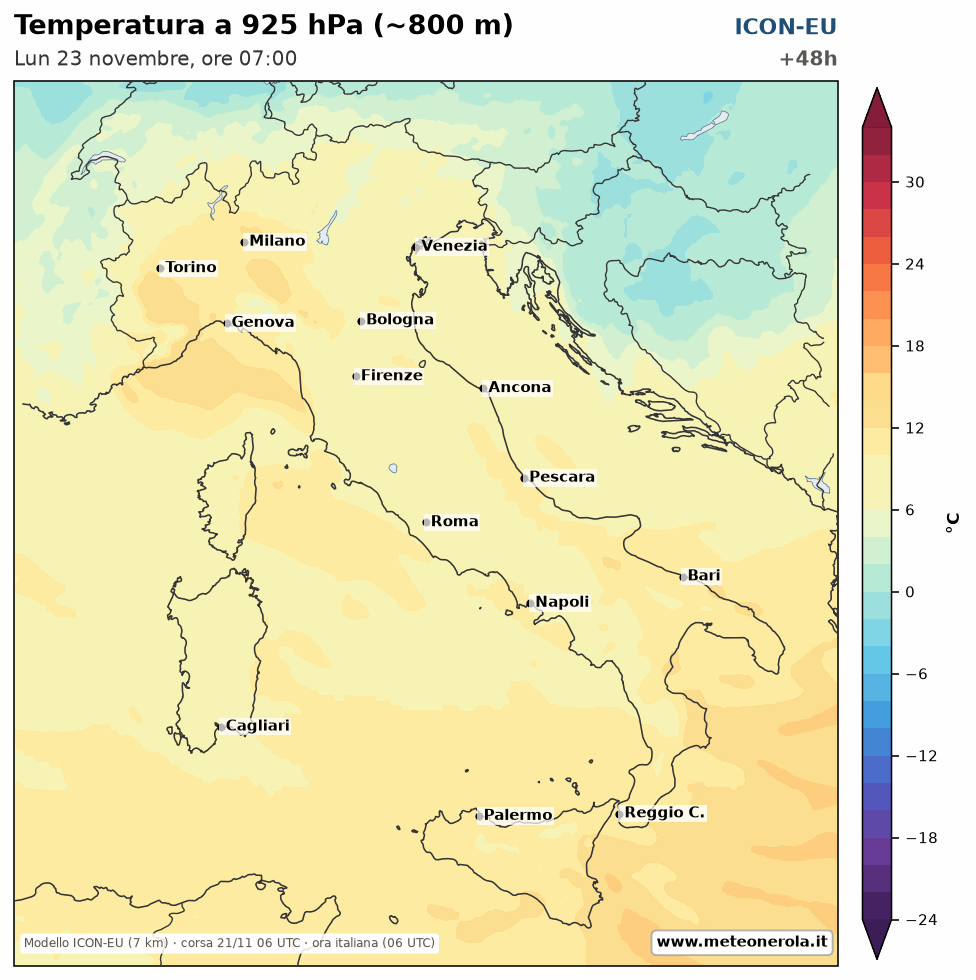 Temperatura a 925 hPa (~800 m)
ICON-EU
Lun 23 novembre, ore 07:00
+48h
Milano
Venezia
Torino
Genova
Bologna
Firenze
Ancona
Pescara
Roma
Bari
Napoli
Cagliari
Palermo
Reggio C.
30
24
18
12
6
0
−6
−12
−18
−24
°C
Modello ICON-EU (7 km) · corsa 21/11 06 UTC · ora italiana (06 UTC)
www.meteonerola.it